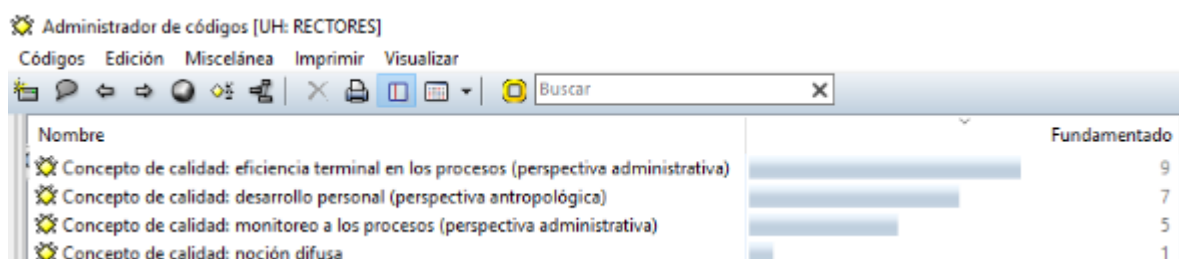 Administrador de códigos [UH: RECTORES]
Códigos Edición Miscelánea Imprimir Visualizar
Buscar
Nombre Fundamentado
Concepto de calidad: eficiencia terminal en los procesos (perspectiva administrativa) 9
Concepto de calidad: desarrollo personal (perspectiva antropológica) 7
Concepto de calidad: monitoreo a los procesos (perspectiva administrativa) 5
Concepto de calidad: noción difusa 1